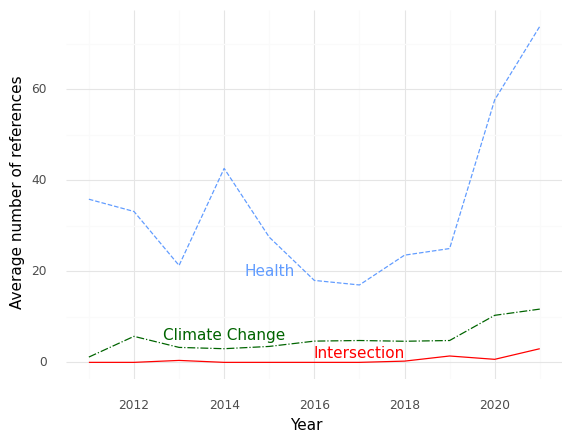 Average number of references
60
40
20
0
Health
Climate Change
Intersection
2012 2014 2016 2018 2020
Year